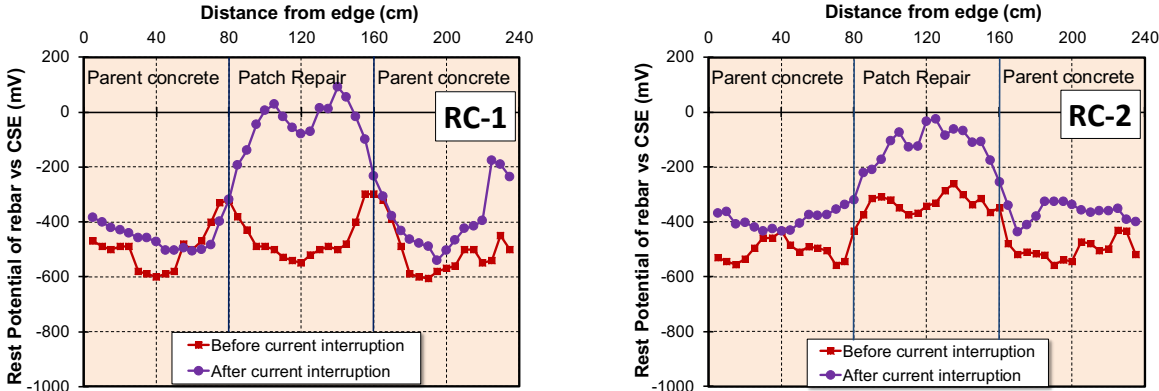 Distance from edge (cm)
0 40 80 120 160 200 240
200
0
-200
-400
-600
-800
-1000
Rest Potential of rebar vs CSE (mV)
Parent concrete Patch Repair Parent concrete
RC-1
Before current interruption
After current interruption
Distance from edge (cm)
0 40 80 120 160 200 240
200
0
-200
-400
-600
-800
-1000
Rest Potential of rebar vs CSE (mV)
Parent concrete Patch Repair Parent concrete
RC-2
Before current interruption
After current interruption